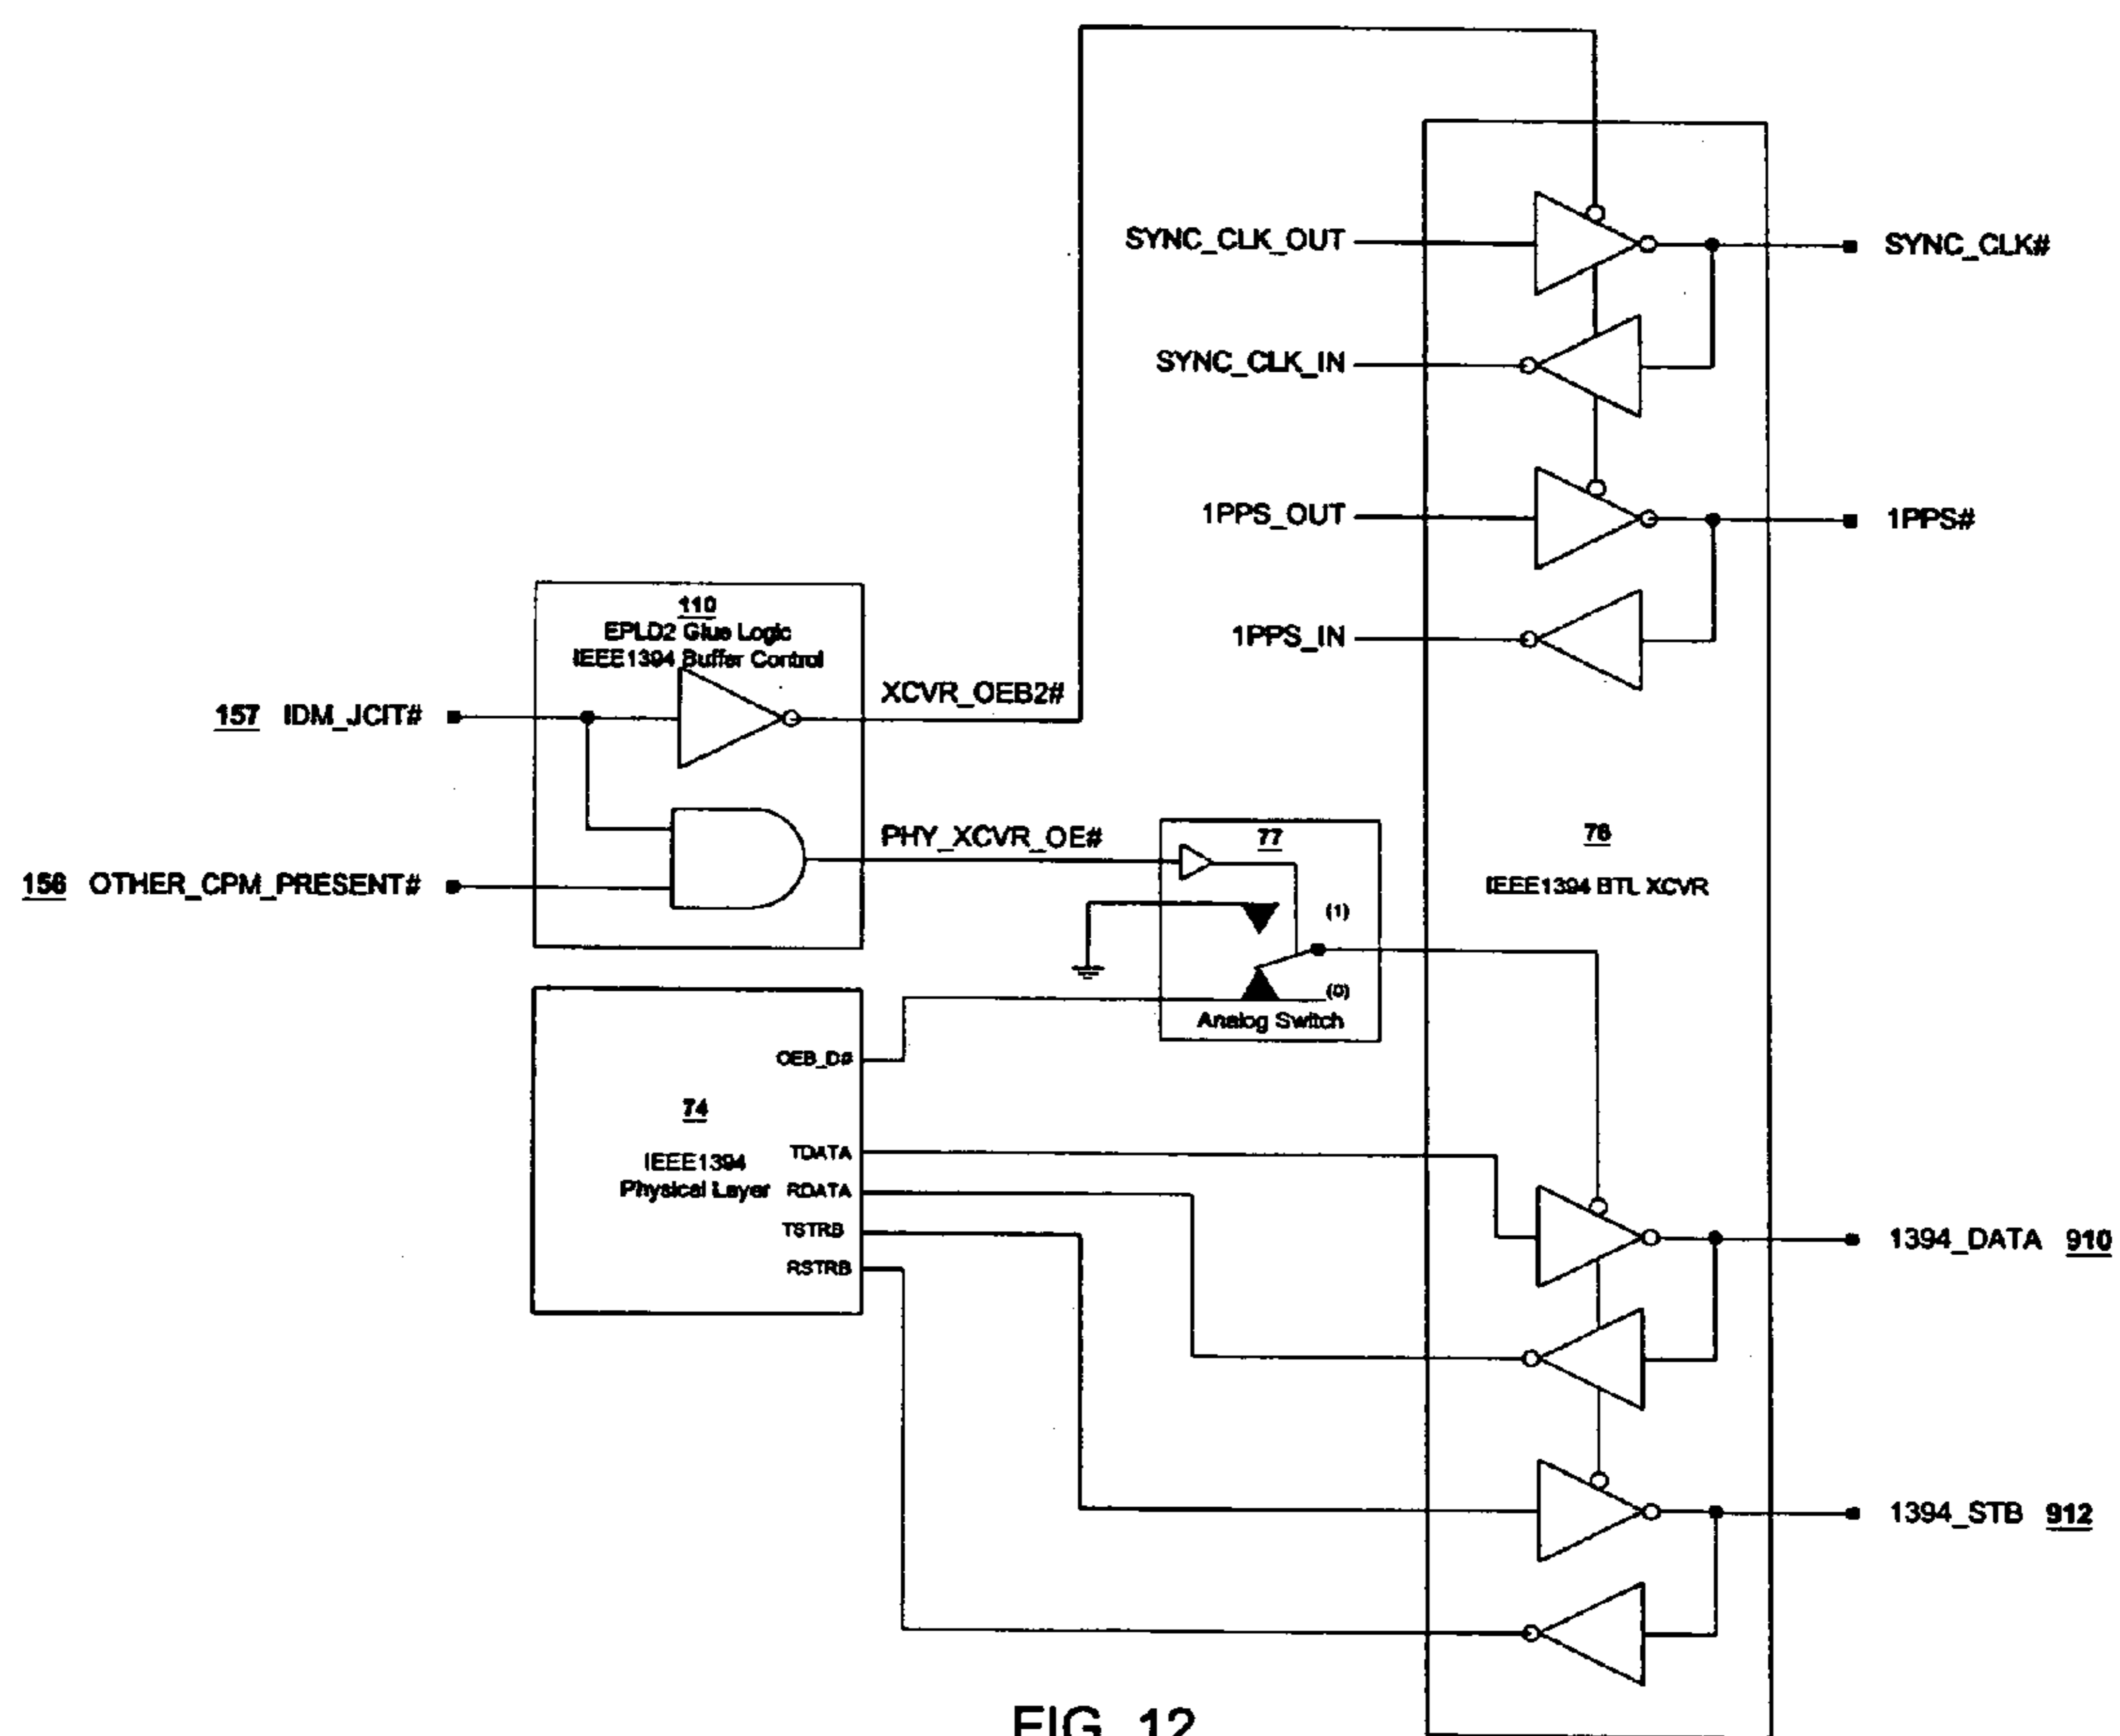 SYNC_CLK_OUT
SYNC_CLK#
SYNC_CLK_IN
1PPS_OUT
1PPS#
1PPS_IN
110
EPLD2 Glue Logic
IEEE1394 Buffer Control
XCVR_OEB2#
157 IDM_JCIT#
PHY_XCVR_OE#
156 OTHER_CPM_PRESENT#
77
(1)
(0)
Analog Switch
76
IEEE1394 BTL XCVR
OEB_D#
74
IEEE1394
Physical Layer
TDATA
RDATA
TSTRB
RSTRB
1394_DATA 910
1394_STB 912
FIG. 12